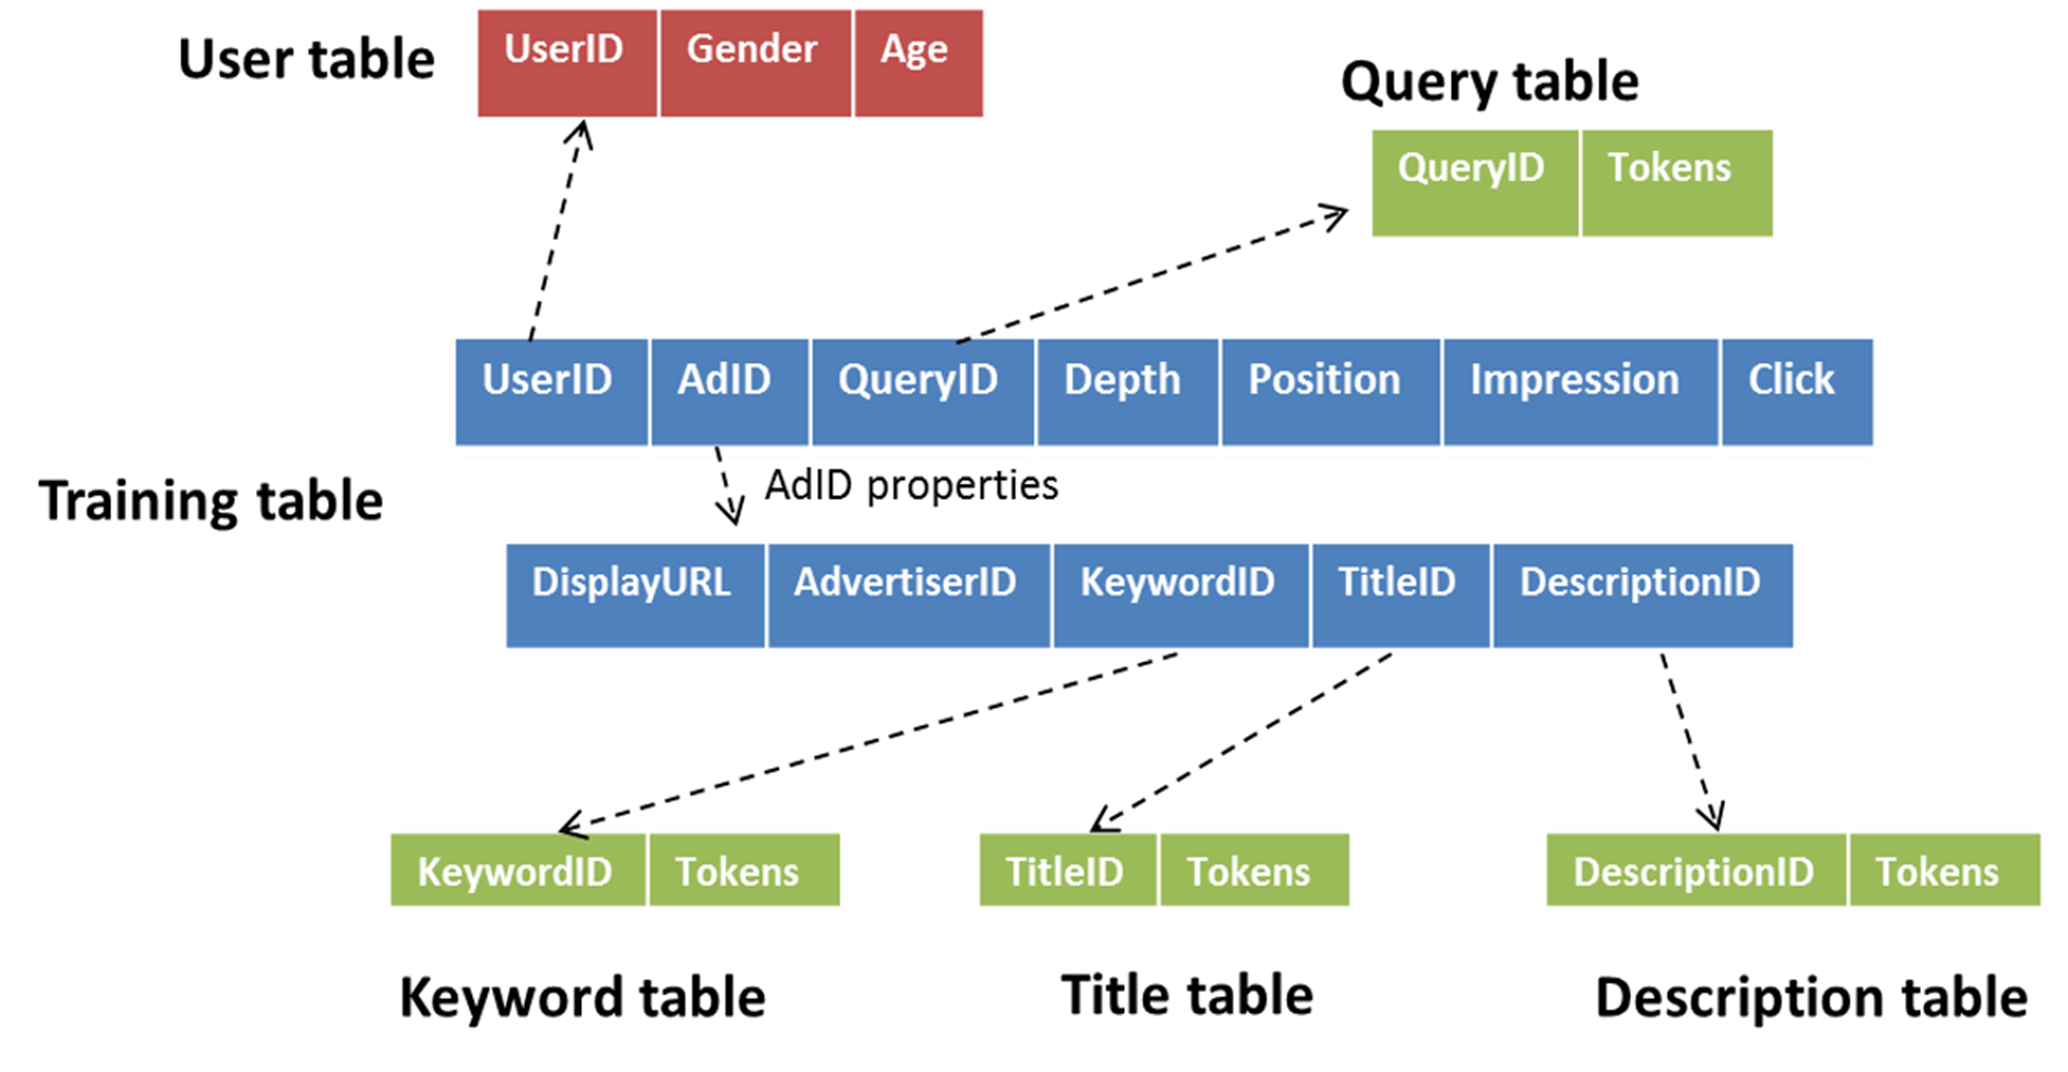 User table
UserID Gender Age
Query table
QueryID Tokens
UserID AdID QueryID Depth Position Impression Click
AdID properties
Training table
DisplayURL AdvertiserID KeywordID TitleID DescriptionID
KeywordID Tokens
TitleID Tokens
DescriptionID Tokens
Keyword table
Title table
Description table